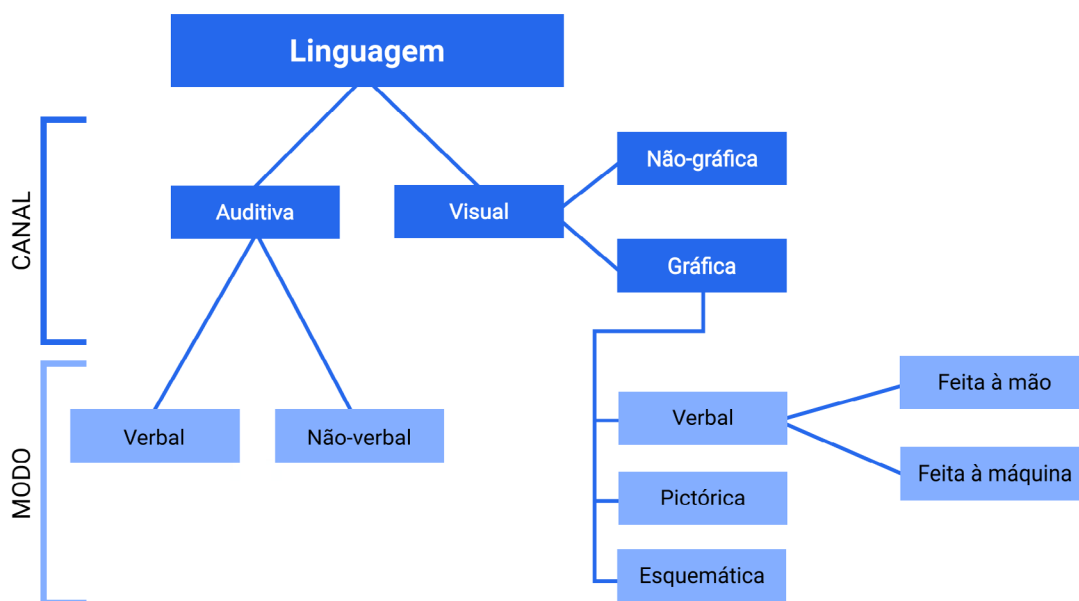 Linguagem
CANAL
Auditiva
Visual
Não-gráfica
Gráfica
MODO
Verbal
Não-verbal
Verbal
Pictórica
Esquemática
Feita à mão
Feita à máquina